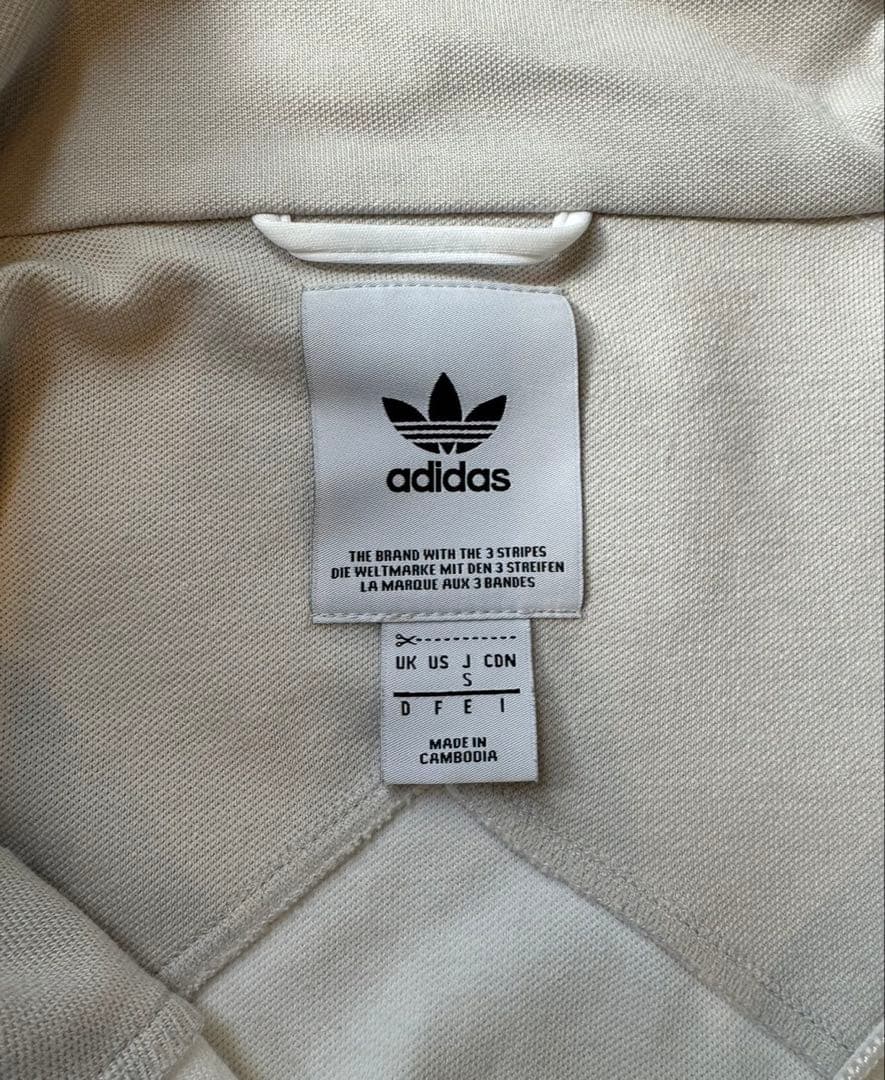 adidas
THE BRAND WITH THE 3 STRIPES
DIE WELTMARKE MIT DEN 3 STREIFEN
LA MARQUE AUX 3 BANDES
UK US J CDN
S
D F E I
MADE IN
CAMBODIA